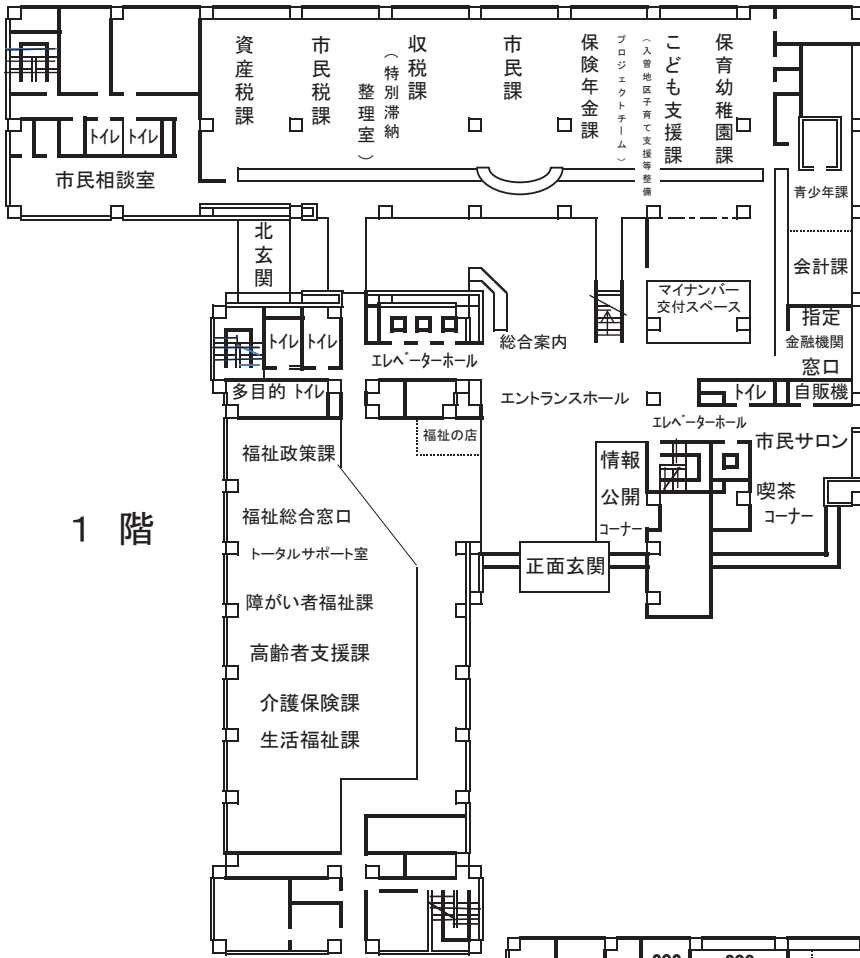 資産税課
市民税課
収税課
（特別滞納
整理室）
市民課
保険年金課
こども支援課
（入曽地区子育て支援等整備
プロジェクトチーム）
保育幼稚園課
トイレ トイレ
市民相談室
青少年課
北玄関
会計課
マイナンバー
交付スペース
指定
金融機関
窓口
トイレ トイレ
総合案内
エレベーターホール
多目的 トイレ
エントランスホール
トイレ
自販機
エレベーターホール
福祉の店
市民サロン
福祉政策課
情報
公開
コーナー
喫茶
コーナー
1 階
福祉総合窓口
トータルサポート室
正面玄関
障がい者福祉課
高齢者支援課
介護保険課
生活福祉課